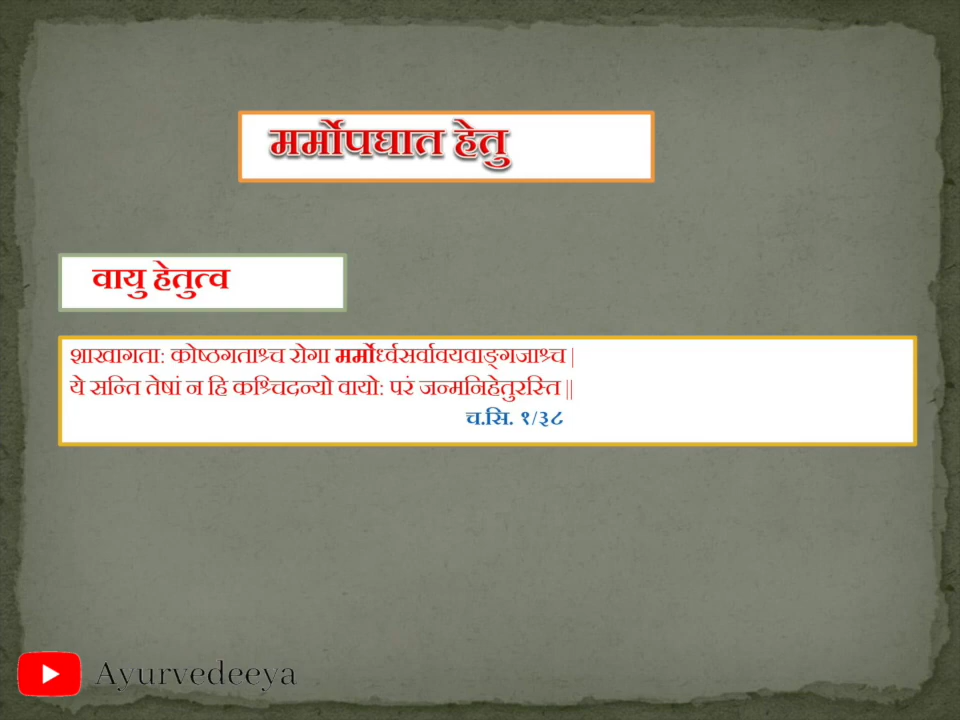 मर्मोपघात हेतु
वायु हेतुत्व
शाखागता: कोष्ठगताश्च रोगा मर्मोर्ध्वसर्वावयवाङ्गजाश्च |
ये सन्ति तेषां न हि कश्चिदन्यो वायो: परं जन्मनिहेतुरस्ति ||
च.सि. १/३८
Ayurvedeeya